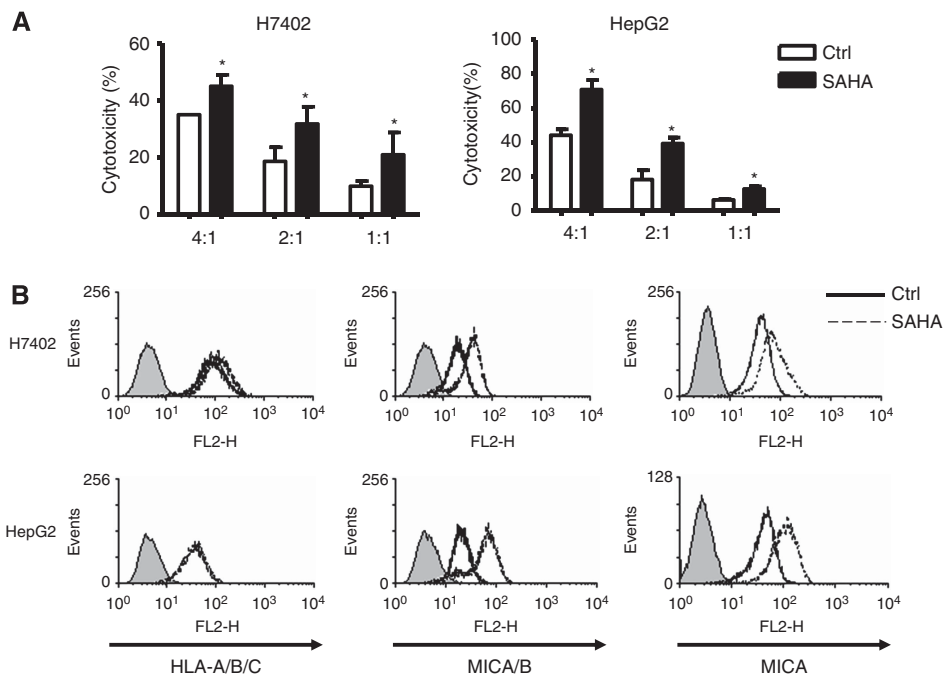 A
H7402
HepG2
Cytotoxicity (%)
60
40
20
0
4:1
2:1
1:1
*
*
*
Cytotoxicity(%)
100
80
60
40
20
0
4:1
2:1
1:1
*
*
*
Ctrl
SAHA
B
Ctrl
SAHA
H7402
Events
256
0
10^0
10^1
10^2
10^3
10^4
FL2-H
Events
256
0
10^0
10^1
10^2
10^3
10^4
FL2-H
Events
256
0
10^0
10^1
10^2
10^3
10^4
FL2-H
HepG2
Events
256
0
10^0
10^1
10^2
10^3
10^4
FL2-H
Events
256
0
10^0
10^1
10^2
10^3
10^4
FL2-H
Events
128
0
10^0
10^1
10^2
10^3
10^4
FL2-H
HLA-A/B/C
MICA/B
MICA